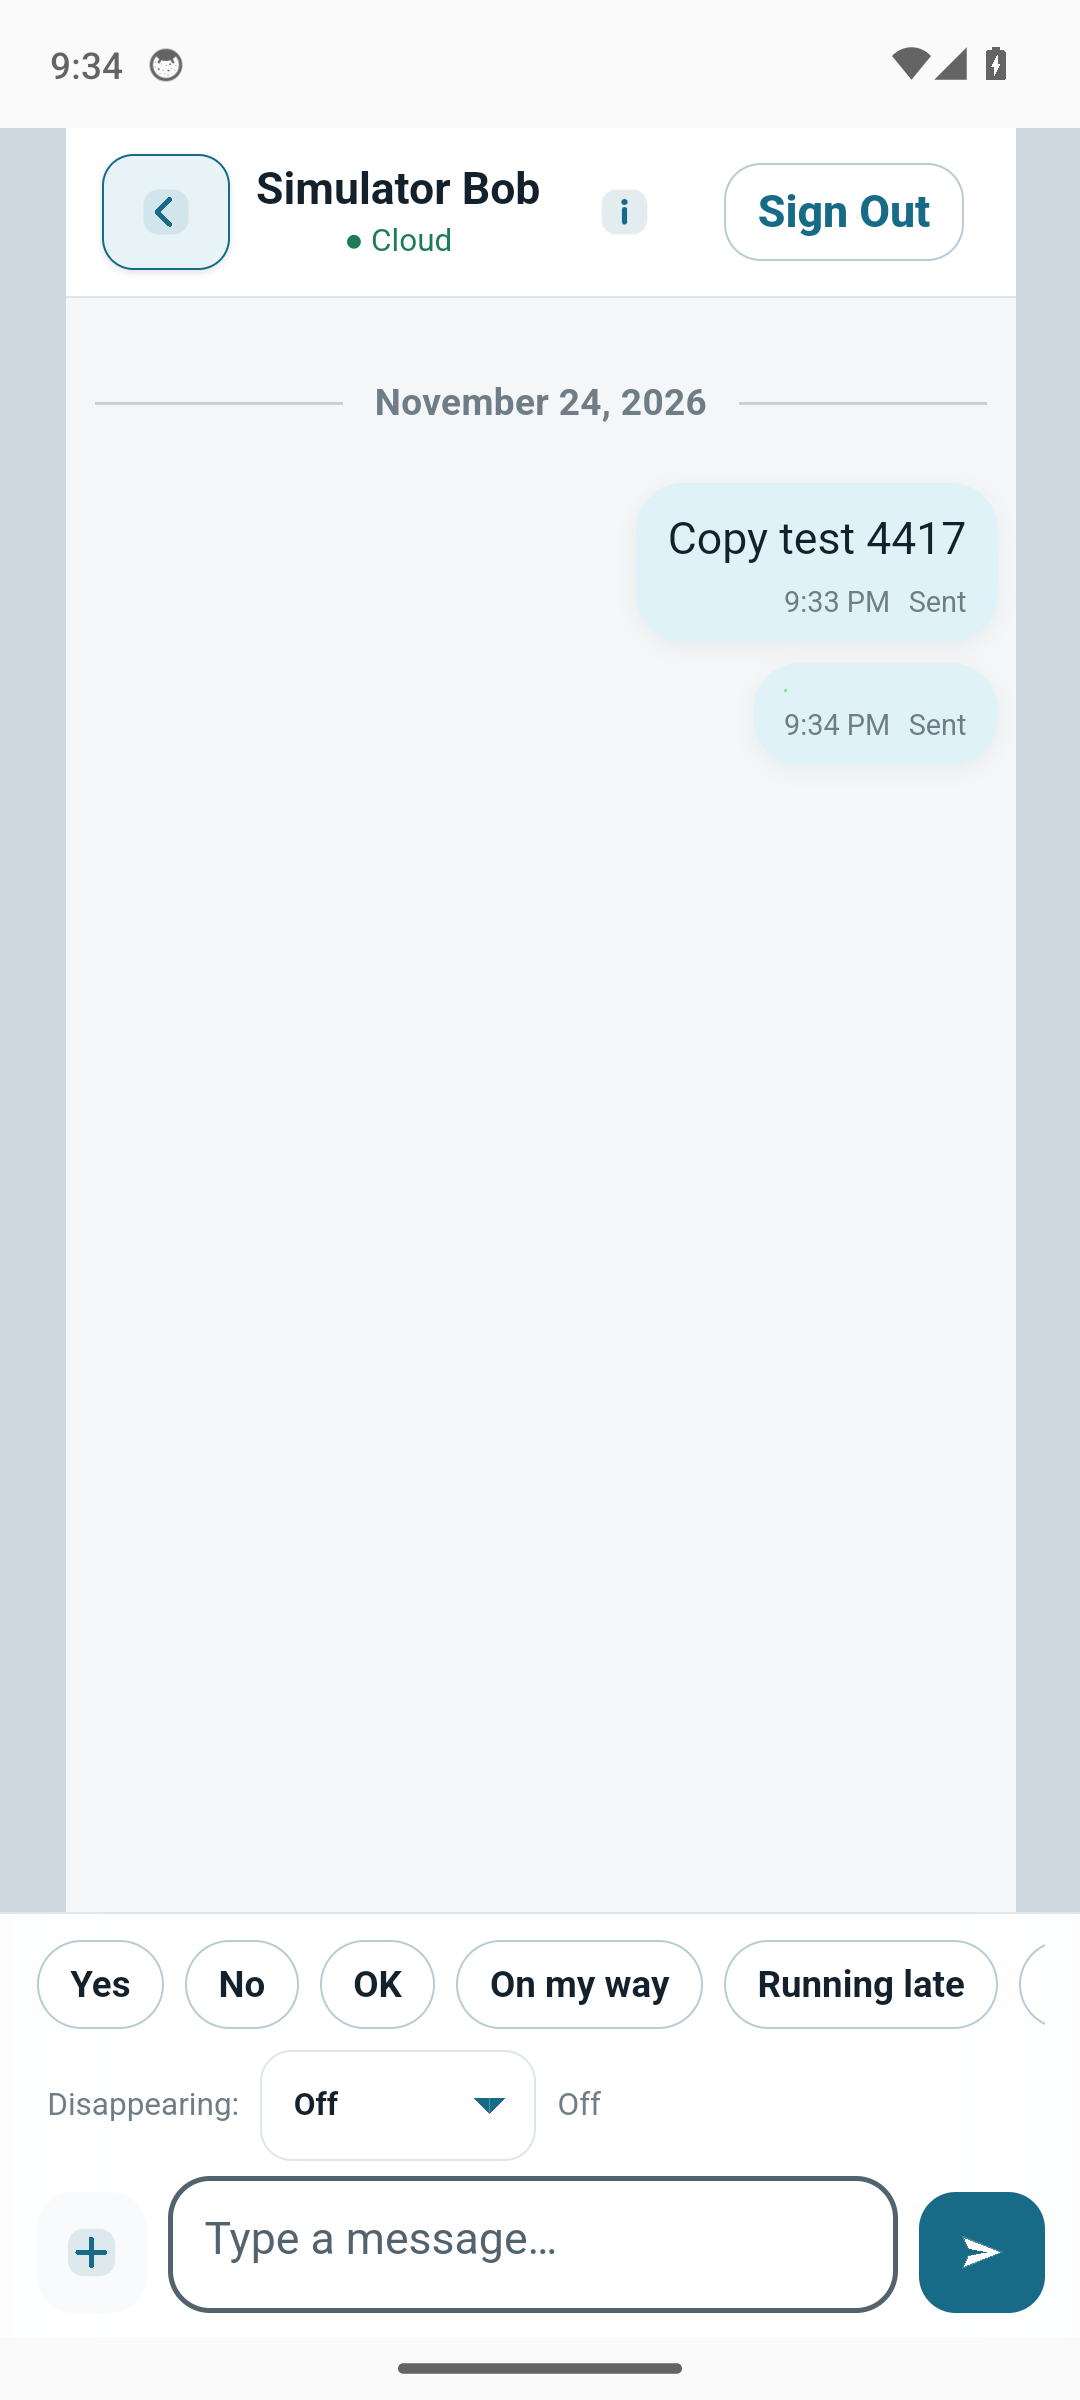 9:34
Simulator Bob
Cloud
Sign Out
November 24, 2026
Copy test 4417
9:33 PM Sent
9:34 PM Sent
Yes No OK On my way Running late
Disappearing: Off Off
Type a message...